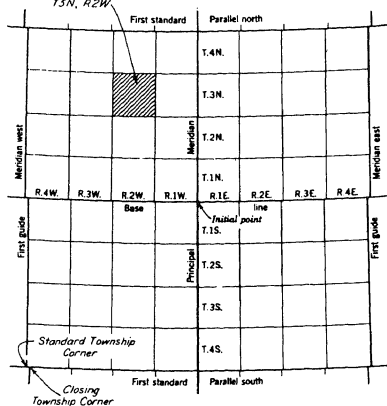 T3N, R2W
First standard Parallel north
T.4N.
T.3N.
T.2N.
T.1N.
Meridian west
Meridian
Meridian east
R.4W. R.3W. R.2W. R.1W. R.1E. R.2E. R.3E. R 4E.
Base line
Initial point
First guide
Principal
First guide
T.1S.
T.2S.
T.3S.
T.4S.
Standard Township
Corner
First standard Parallel south
Closing
Township Corner